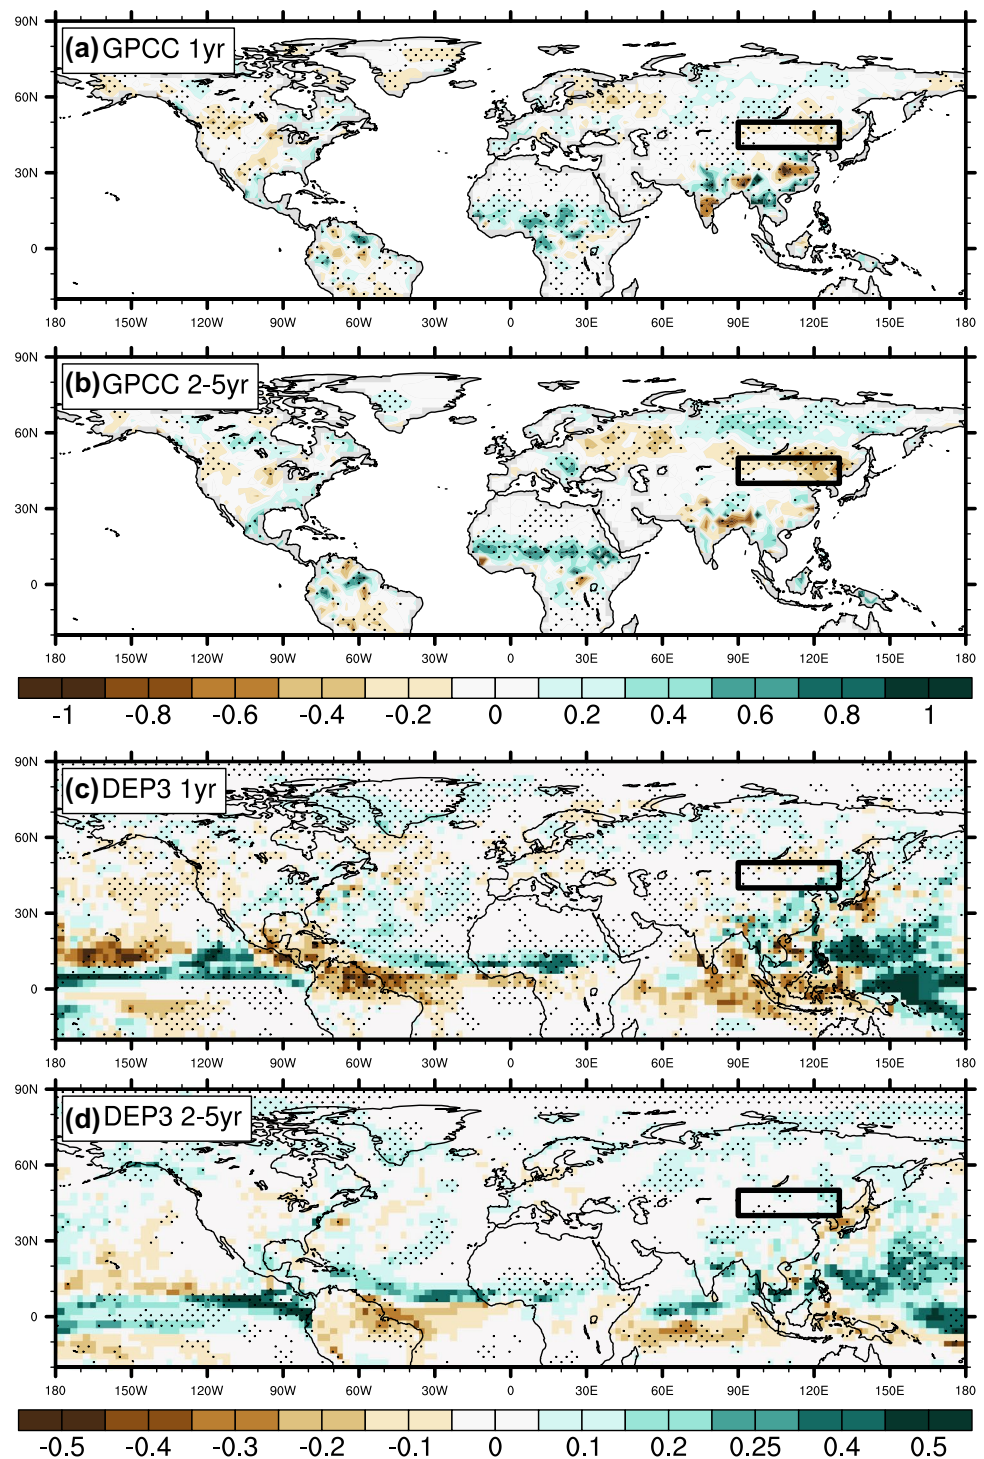 90N
(a) GPCC 1yr
60N
30N
0
180 150W 120W 90W 60W 30W 0 30E 60E 90E 120E 150E 180
90N
(b) GPCC 2-5yr
60N
30N
0
180 150W 120W 90W 60W 30W 0 30E 60E 90E 120E 150E 180
-1 -0.8 -0.6 -0.4 -0.2 0 0.2 0.4 0.6 0.8 1
90N
(c) DEP3 1yr
60N
30N
0
180 150W 120W 90W 60W 30W 0 30E 60E 90E 120E 150E 180
90N
(d) DEP3 2-5yr
60N
30N
0
180 150W 120W 90W 60W 30W 0 30E 60E 90E 120E 150E 180
-0.5 -0.4 -0.3 -0.2 -0.1 0 0.1 0.2 0.25 0.4 0.5